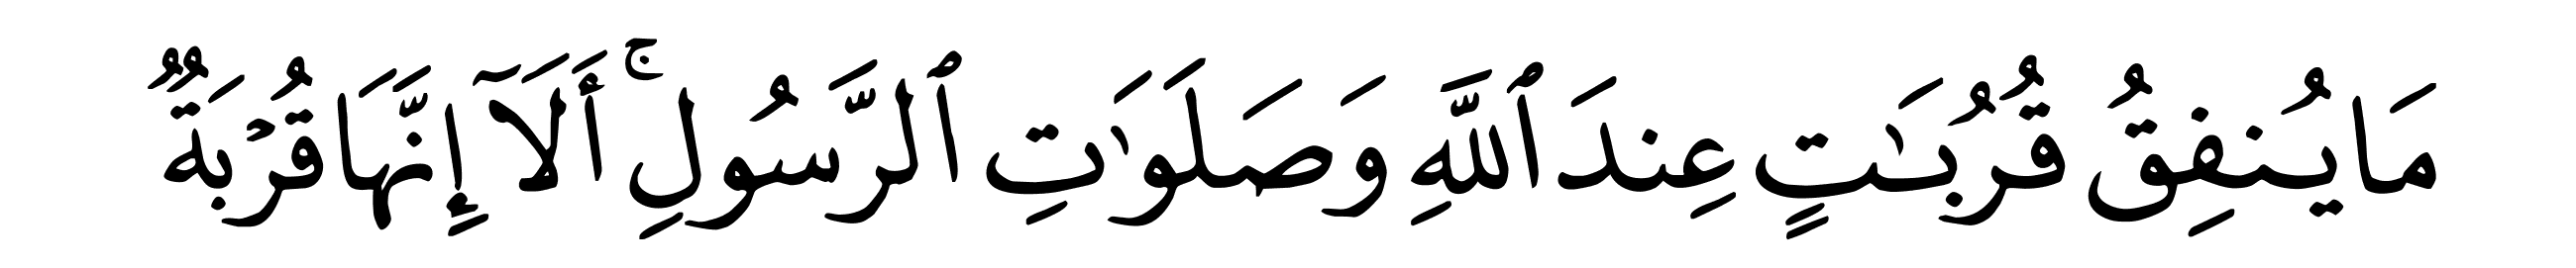 مَا يُنفِقُ قُرُبَٰتٍ عِندَ ٱللَّهِ وَصَلَوَٰتِ ٱلرَّسُولِ ۚ أَلَآ إِنَّهَا قُرْبَةٌ